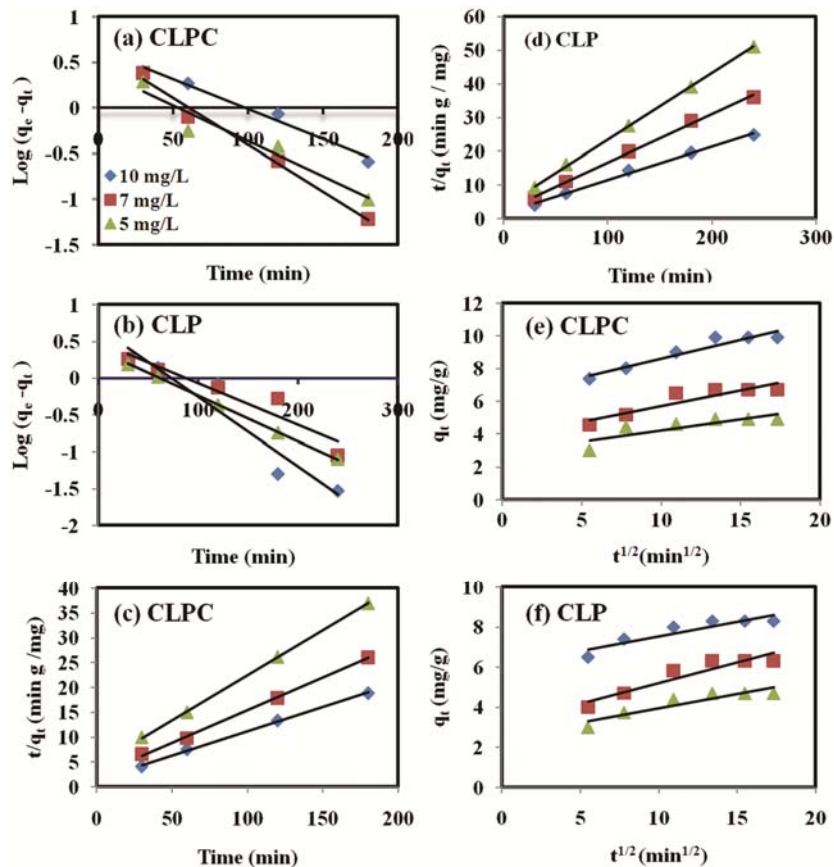 (a) CLPC
Log (qₑ -qₜ)
1
0.5
0
-0.5
-1
-1.5
0 50 100 150 200
10 mg/L
7 mg/L
5 mg/L
Time (min)
(b) CLP
Log (qₑ -qₜ)
1
0.5
0
-0.5
-1
-1.5
-2
0 100 200 300
Time (min)
(c) CLPC
t/qₜ (min g /mg)
40
35
30
25
20
15
10
5
0
0 50 100 150 200
Time (min)
(d) CLP
t/qₜ (min g / mg)
60
50
40
30
20
10
0
0 100 200 300
Time (min)
(e) CLPC
qₜ (mg/g)
12
10
8
6
4
2
0
0 5 10 15 20
t¹/²(min¹/²)
(f) CLP
qₜ (mg/g)
10
8
6
4
2
0
0 5 10 15 20
t¹/²(min¹/²)